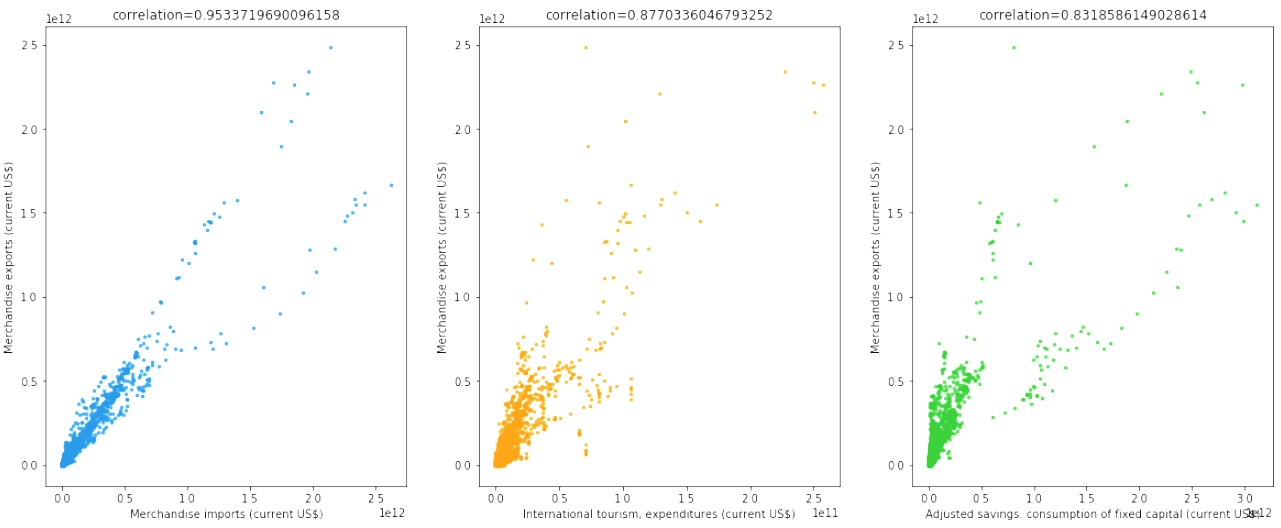 correlation=0.9533719690096158
1e12
Merchandise exports (current US$)
2 5
2 0
1 5
1 0
0 5
0 0
0 0 0 5 1 0 1 5 2 0 2 5
Merchandise imports (current US$)
1e12
correlation=0.8770336046793252
1e12
Merchandise exports (current US$)
2 5
2 0
1 5
1 0
0 5
0 0
0 0 0 5 1 0 1 5 2 0 2 5
International tourism, expenditures (current US$)
1e11
correlation=0.8318586149028614
1e12
Merchandise exports (current US$)
2 5
2 0
1 5
1 0
0 5
0 0
0 0 0 5 1 0 1 5 2 0 2 5 3 0
Adjusted savings: consumption of fixed capital (current US$)
1e12